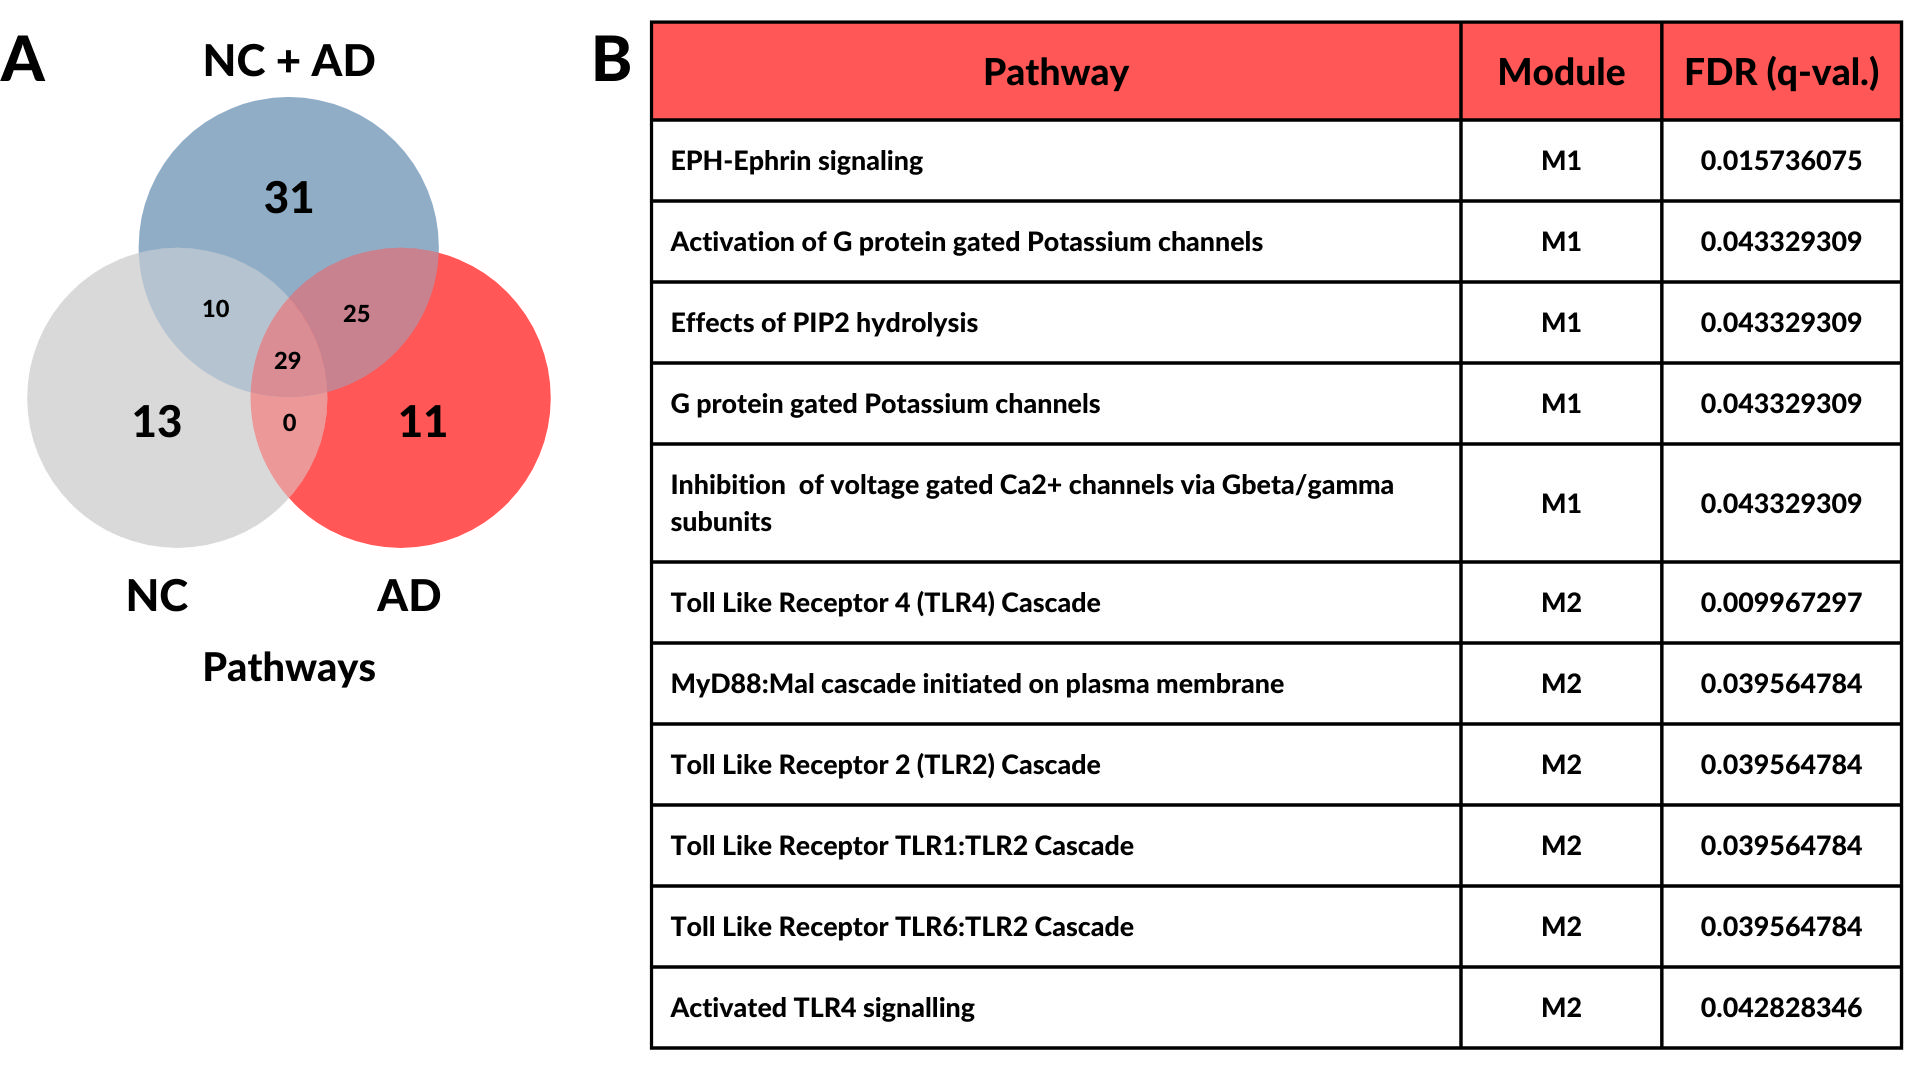 A
NC + AD
31
10
25
29
13
0
11
NC
AD
Pathways
B
Pathway Module FDR (q-val.)
EPH-Ephrin signaling M1 0.015736075
Activation of G protein gated Potassium channels M1 0.043329309
Effects of PIP2 hydrolysis M1 0.043329309
G protein gated Potassium channels M1 0.043329309
Inhibition  of voltage gated Ca2+ channels via Gbeta/gamma
subunits M1 0.043329309
Toll Like Receptor 4 (TLR4) Cascade M2 0.009967297
MyD88:Mal cascade initiated on plasma membrane M2 0.039564784
Toll Like Receptor 2 (TLR2) Cascade M2 0.039564784
Toll Like Receptor TLR1:TLR2 Cascade M2 0.039564784
Toll Like Receptor TLR6:TLR2 Cascade M2 0.039564784
Activated TLR4 signalling M2 0.042828346